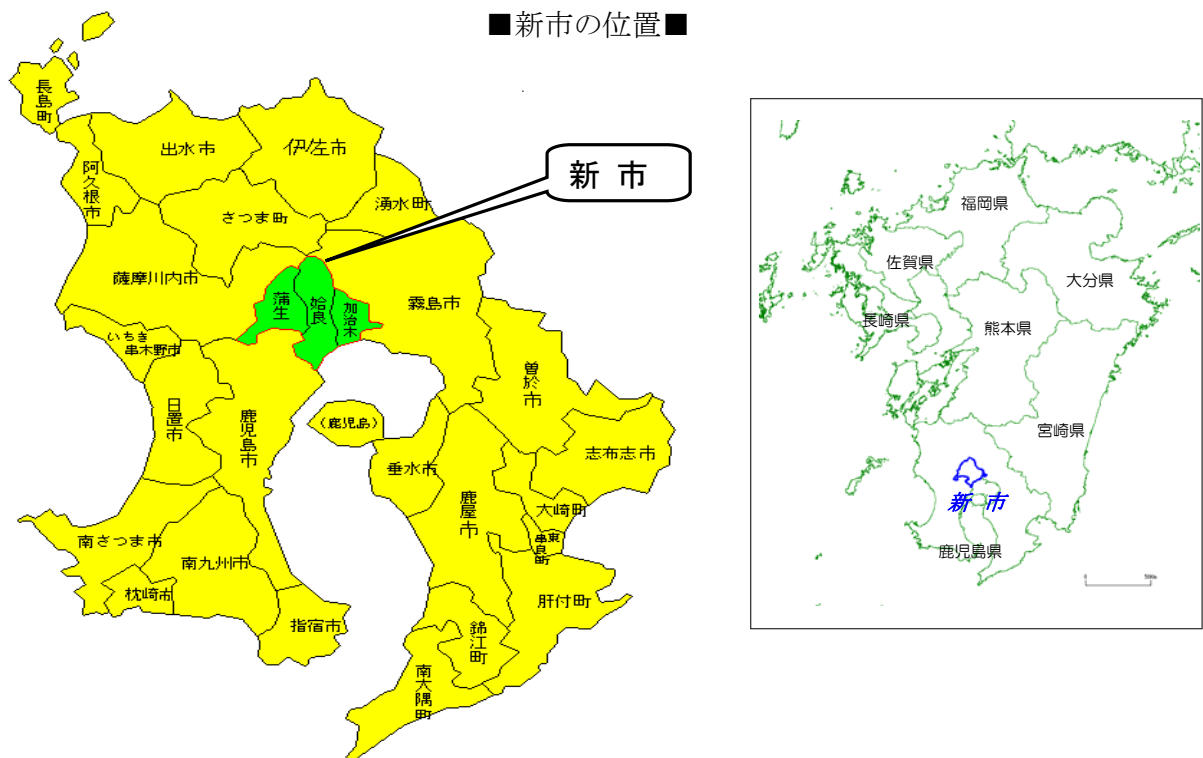 ■新市の位置■
長島町
出水市
伊佐市
阿久根市
さつま町
湧水町
新 市
薩摩川内市
蒲生
姶良
加治木
霧島市
いちき
串木野市
日置市
鹿児島市
(鹿児島)
曽於市
志布志市
垂水市
鹿屋市
大崎町
東
串良町
南さつま市
南九州市
枕崎市
指宿市
肝付町
錦江町
南大隅町
福岡県
佐賀県
大分県
長崎県
熊本県
宮崎県
新 市
鹿児島県
0